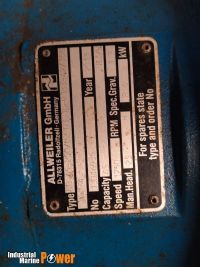 ALLWEILER GmbH
D-78315 Radolfzell Germany
Type
No Year
Capacity
Speed RPM Spec.Grav.
Man.Head. kW
For spares state
type and order No
Industrial
Marine Power